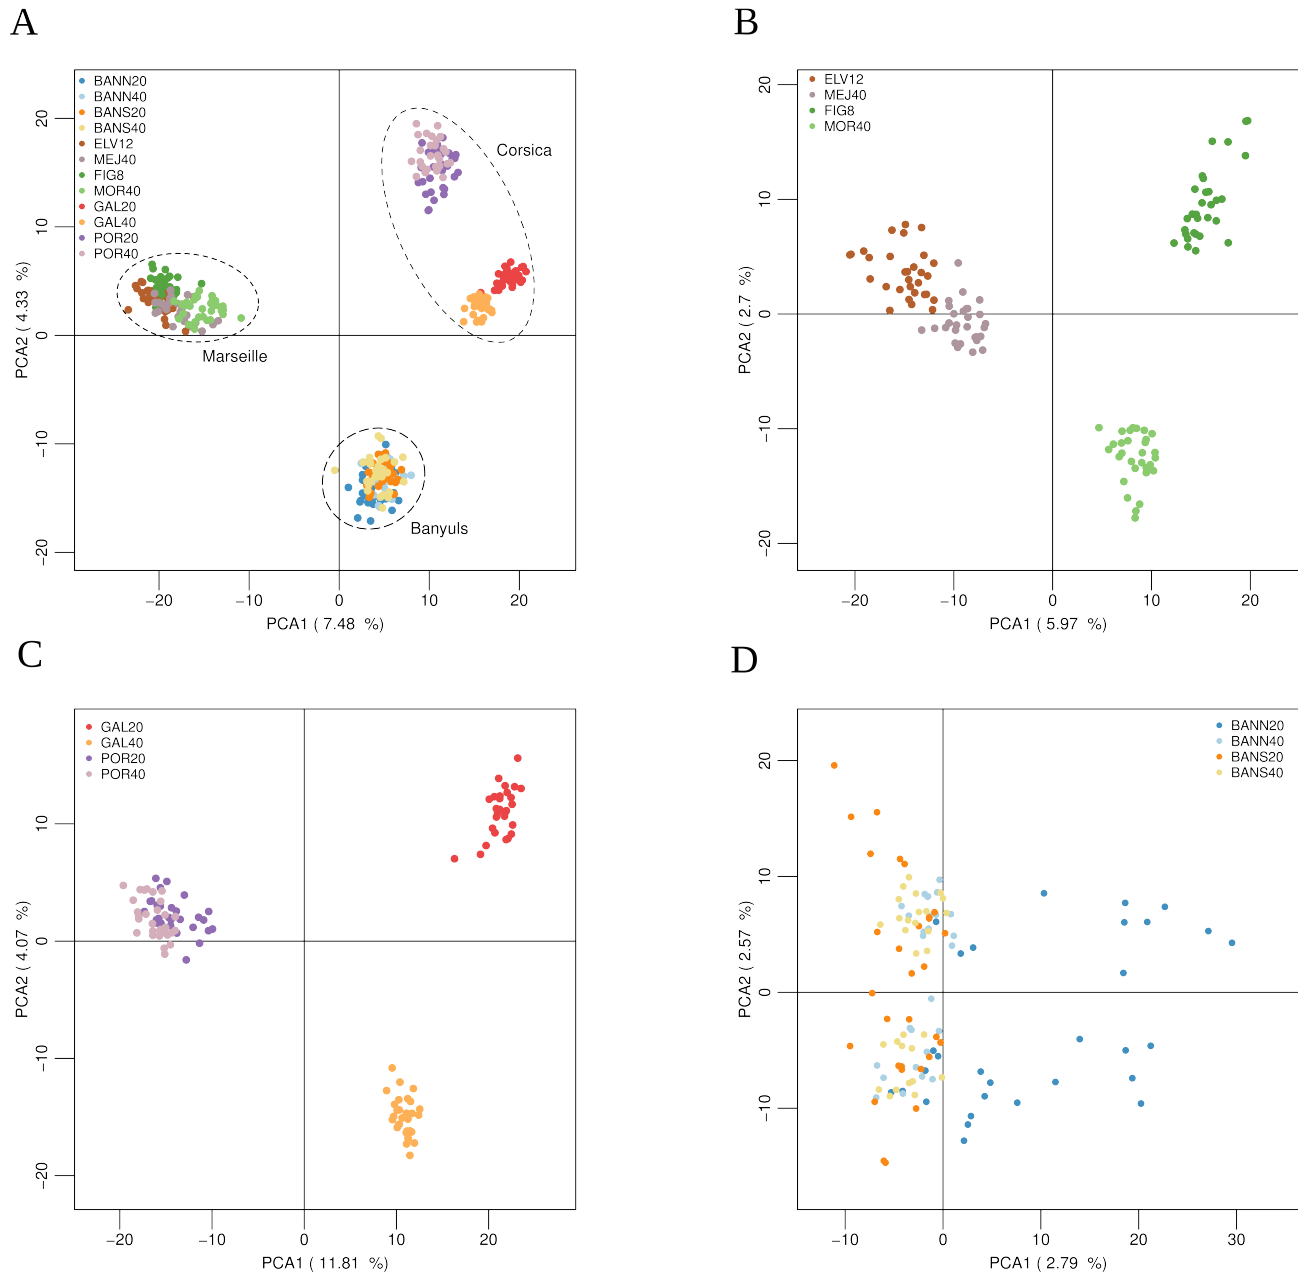 A
BANN20
BANN40
BANS20
BANS40
ELV12
MEJ40
FIG8
MOR40
GAL20
GAL40
POR20
POR40
Corsica
Marseille
Banyuls
20
10
0
−10
−20
PCA2 ( 4.33 %)
−20 −10 0 10 20
PCA1 ( 7.48 %)
B
ELV12
MEJ40
FIG8
MOR40
20
10
0
−10
−20
PCA2 ( 2.7 %)
−20 −10 0 10 20
PCA1 ( 5.97 %)
C
GAL20
GAL40
POR20
POR40
10
0
−10
−20
PCA2 ( 4.07 %)
−20 −10 0 10 20
PCA1 ( 11.81 %)
D
BANN20
BANN40
BANS20
BANS40
20
10
0
−10
PCA2 ( 2.57 %)
−10 0 10 20 30
PCA1 ( 2.79 %)